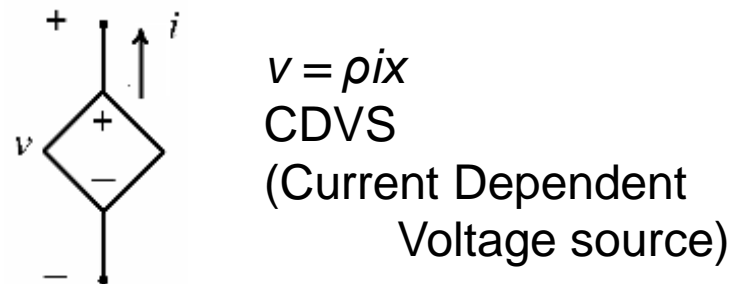 + i
v = ρix
CDVS
+
v
−
(Current Dependent
Voltage source)
−